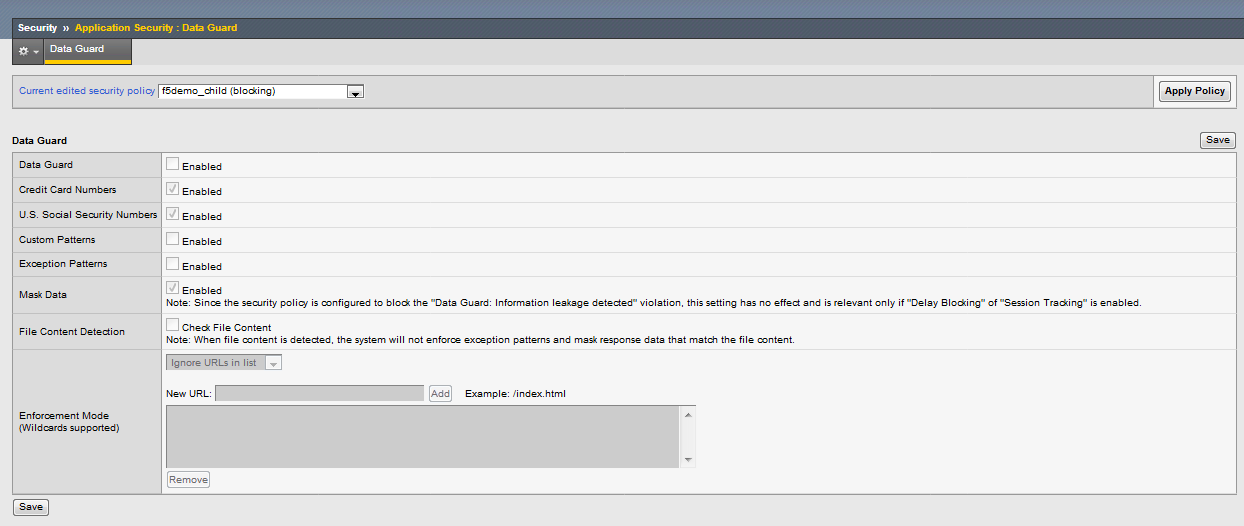 Security »» Application Security : Data Guard
Data Guard
Current edited security policy f5demo_child (blocking) Apply Policy
Data Guard Save
Data Guard Enabled
Credit Card Numbers Enabled
U.S. Social Security Numbers Enabled
Custom Patterns Enabled
Exception Patterns Enabled
Mask Data Enabled
Note: Since the security policy is configured to block the "Data Guard: Information leakage detected" violation, this setting has no effect and is relevant only if "Delay Blocking" of "Session Tracking" is enabled.
File Content Detection Check File Content
Note: When file content is detected, the system will not enforce exception patterns and mask response data that match the file content.
Enforcement Mode
(Wildcards supported)
Ignore URLs in list
New URL: Add Example: /index.html
Remove
Save